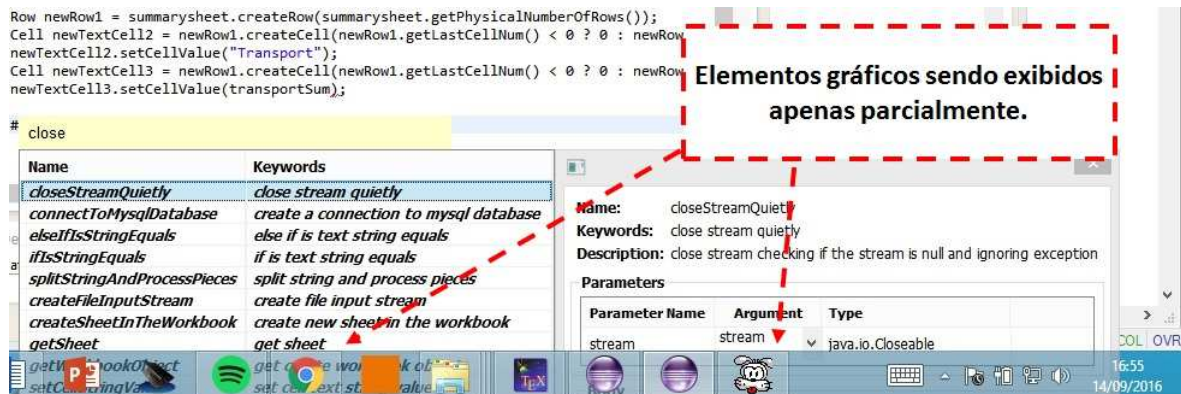 Row newRow1 = summarysheet.createRow(summarysheet.getPhysicalNumberOfRows());
Cell newTextCell2 = newRow1.createCell(newRow1.getLastCellNum() < 0 ? 0 : newRow
newTextCell2.setCellValue("Transport");
Cell newTextCell3 = newRow1.createCell(newRow1.getLastCellNum() < 0 ? 0 : newRow
newTextCell3.setCellValue(transportSum);
Elementos gráficos sendo exibidos
apenas parcialmente.
# close
Name Keywords
closeStreamQuietly close stream quietly
connectToMysqlDatabase create a connection to mysql database
elseIfIsStringEquals else if is text string equals
ifIsStringEquals if is text string equals
splitStringAndProcessPieces split string and process pieces
createFileInputStream create file input stream
createSheetInTheWorkbook create new sheet in the workbook
getSheet get sheet
Name: closeStreamQuietly
Keywords: close stream quietly
Description: close stream checking if the stream is null and ignoring exception
Parameters
Parameter Name Argument Type
stream stream java.io.Closeable
COL OVR
TEX
16:55
14/09/2016